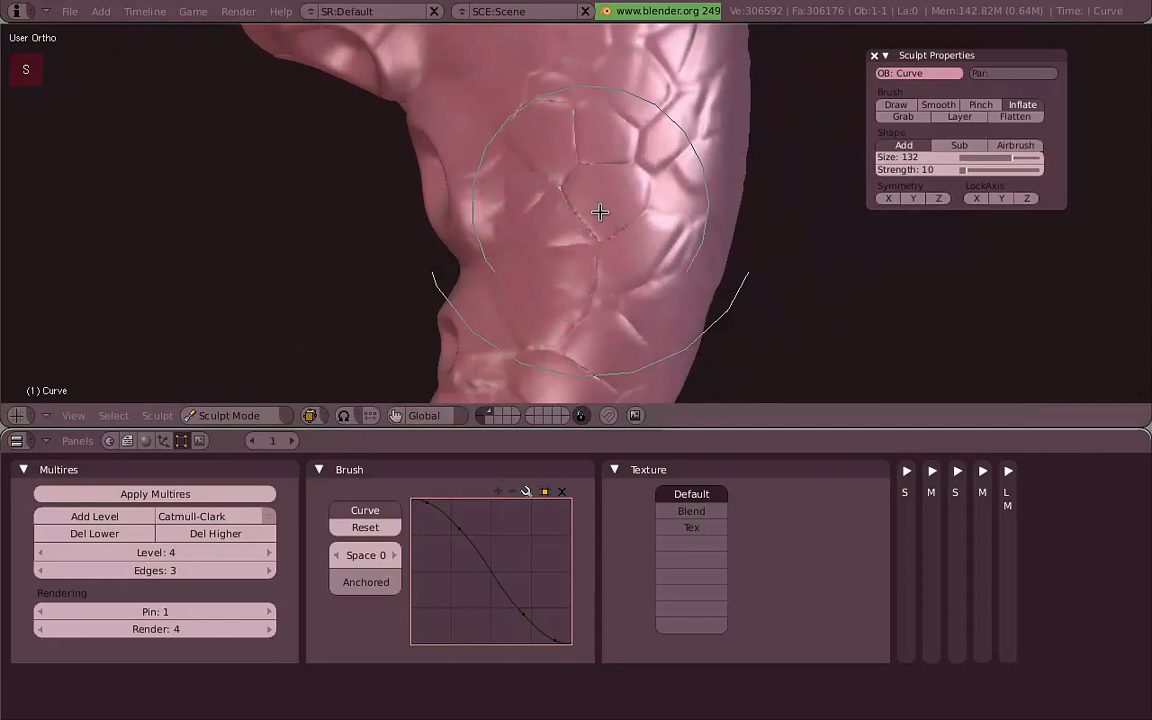 File Add Timeline Game Render Help SR:Default SCE:Scene www.blender.org 249 Ve:306592 | Fa:306176 | Ob:1-1 | La:0 | Mem:142.82M (0.64M) | Time: | Curve
User Ortho
S
Sculpt Properties
OB: Curve Par:
Brush
Draw Smooth Pinch Inflate
Grab Layer Flatten
Shape
Add Sub Airbrush
Size: 132
Strength: 10
Symmetry LockAxis
X Y Z X Y Z
(1) Curve
View Select Sculpt Sculpt Mode Global
Panels 1
Multires
Apply Multires
Add Level Catmull-Clark
Del Lower Del Higher
Level: 4
Edges: 3
Rendering
Pin: 1
Render: 4
Brush
Curve
Reset
Space 0
Anchored
Texture
Default
Blend
Tex
S M S M L
M